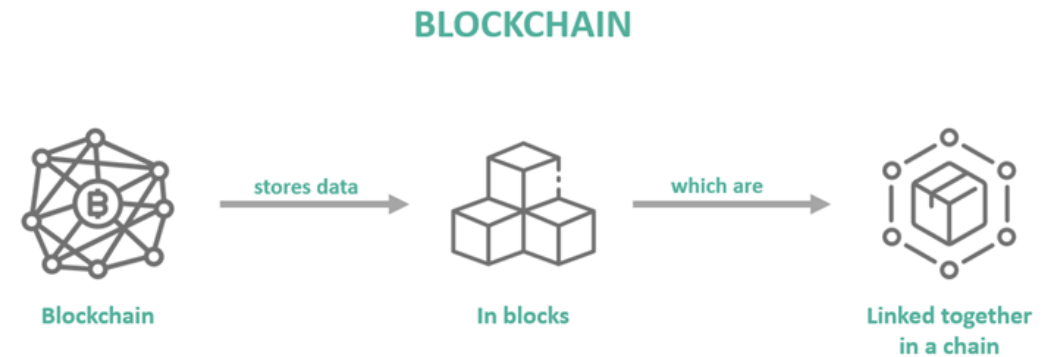 BLOCKCHAIN
stores data
which are
Blockchain
In blocks
Linked together
in a chain